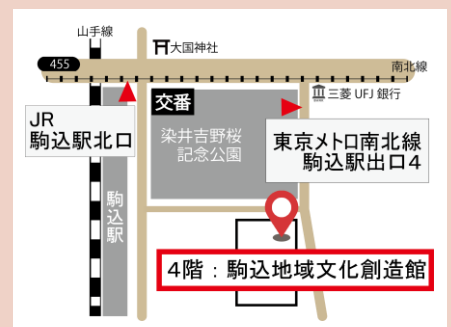 山手線
大国神社
455
南北線
三菱 UFJ 銀行
交番
JR
駒込駅北口
染井吉野桜
記念公園
東京メトロ南北線
駒込駅出口4
駒込駅
4階：駒込地域文化創造館